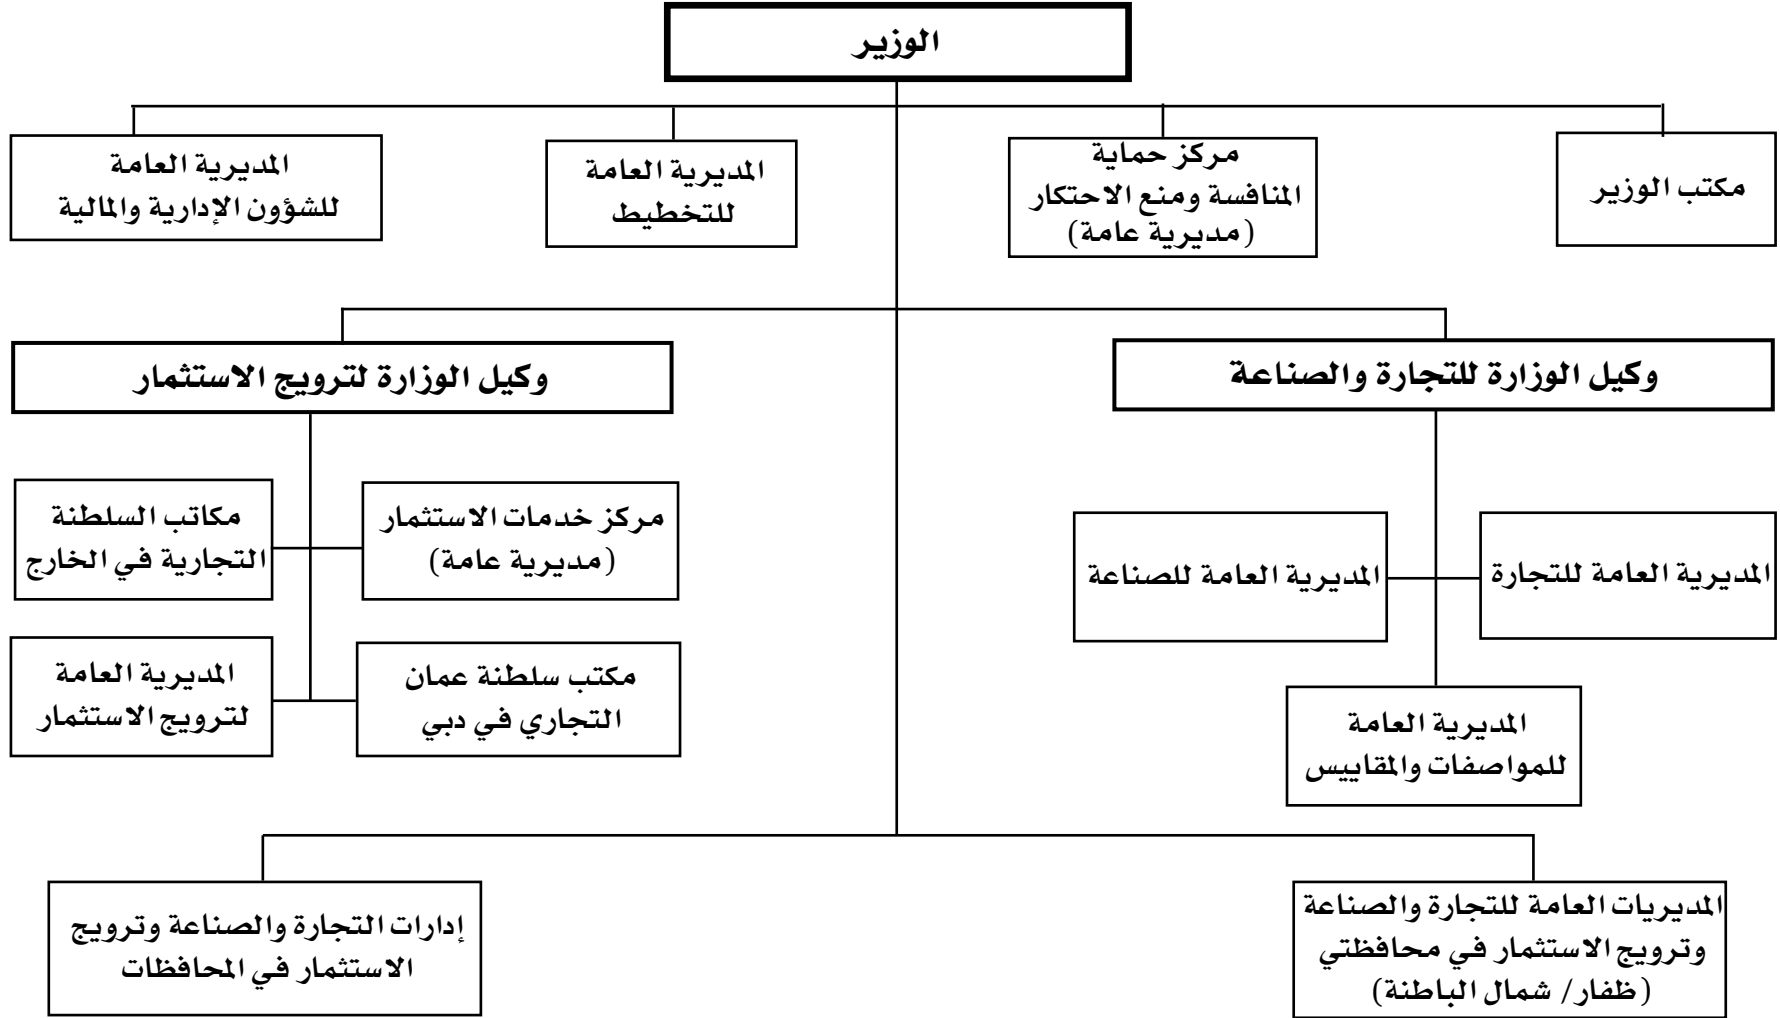 الوزير
مكتب الوزير
مركز حماية
المنافسة ومنع الاحتكار
(مديرية عامة)
المديرية العامة
للتخطيط
المديرية العامة
للشؤون الإدارية والمالية
وكيل الوزارة للتجارة والصناعة
وكيل الوزارة لترويج الاستثمار
المديرية العامة للتجارة
المديرية العامة للصناعة
المديرية العامة
للمواصفات والمقاييس
مركز خدمات الاستثمار
(مديرية عامة)
مكاتب السلطنة
التجارية في الخارج
مكتب سلطنة عمان
التجاري في دبي
المديرية العامة
لترويج الاستثمار
المديريات العامة للتجارة والصناعة
وترويج الاستثمار في محافظتي
(ظفار/ شمال الباطنة)
إدارات التجارة والصناعة وترويج
الاستثمار في المحافظات